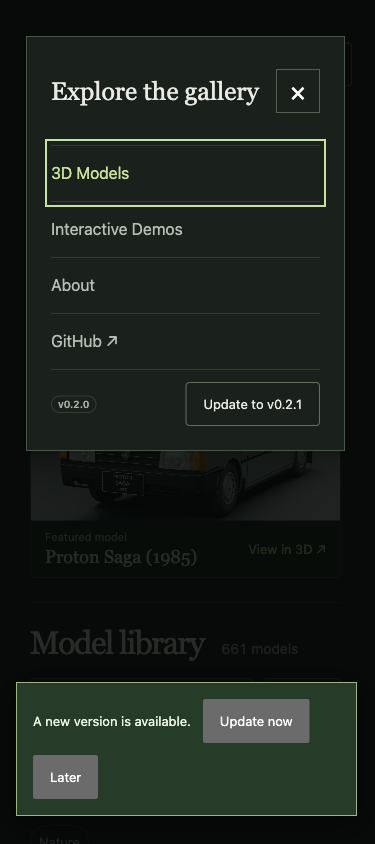 Explore the gallery ×
3D Models
Interactive Demos
About
GitHub ↗
v0.2.0 Update to v0.2.1
Featured model
Proton Saga (1985) View in 3D ↗
Model library 661 models
A new version is available. Update now
Later
Nature